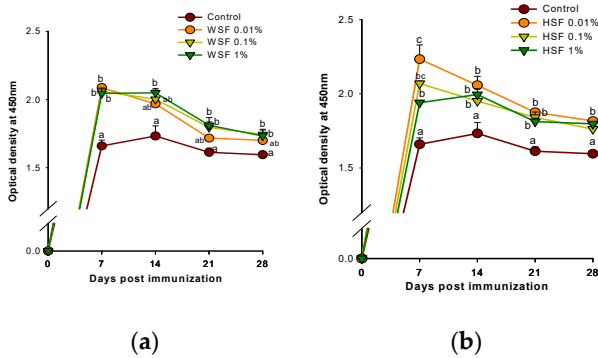 Control
WSF 0.01%
WSF 0.1%
WSF 1%
2.5
2.0
1.5
0.0
Optical density at 450nm
b
b
b
b
ab
ab
b
b
ab
b
b
ab
a
a
a
a
0 7 14 21 28
Days post immunization
(a)
Control
HSF 0.01%
HSF 0.1%
HSF 1%
2.5
2.0
1.5
0.0
Optical density at 450nm
c
bc
b
b
b
b
b
b
b
b
b
a
a
a
a
0 7 14 21 28
Days post immunization
(b)